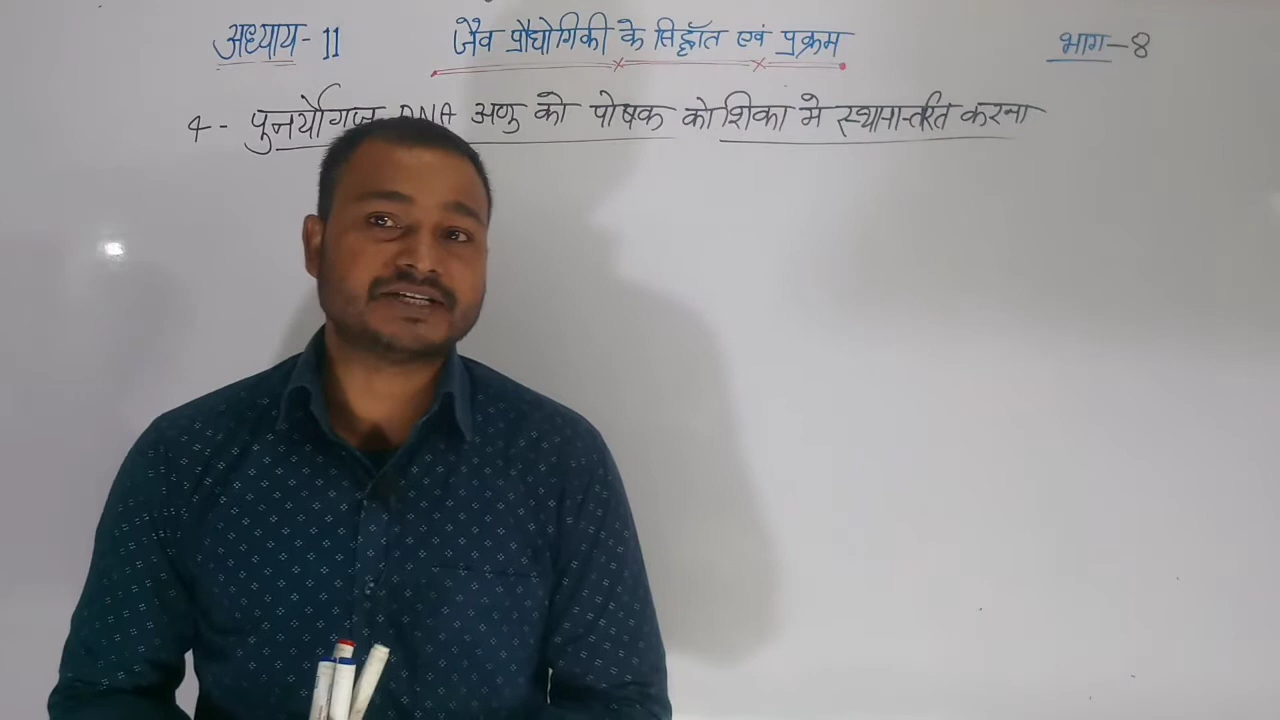 अध्याय - 11 जैव प्रौद्योगिकी के सिद्धाँत एवं प्रक्रम भाग - 8
4 - पुनर्योगज DNA अणु को पोषक कोशिका मे स्थानान्तरित करना